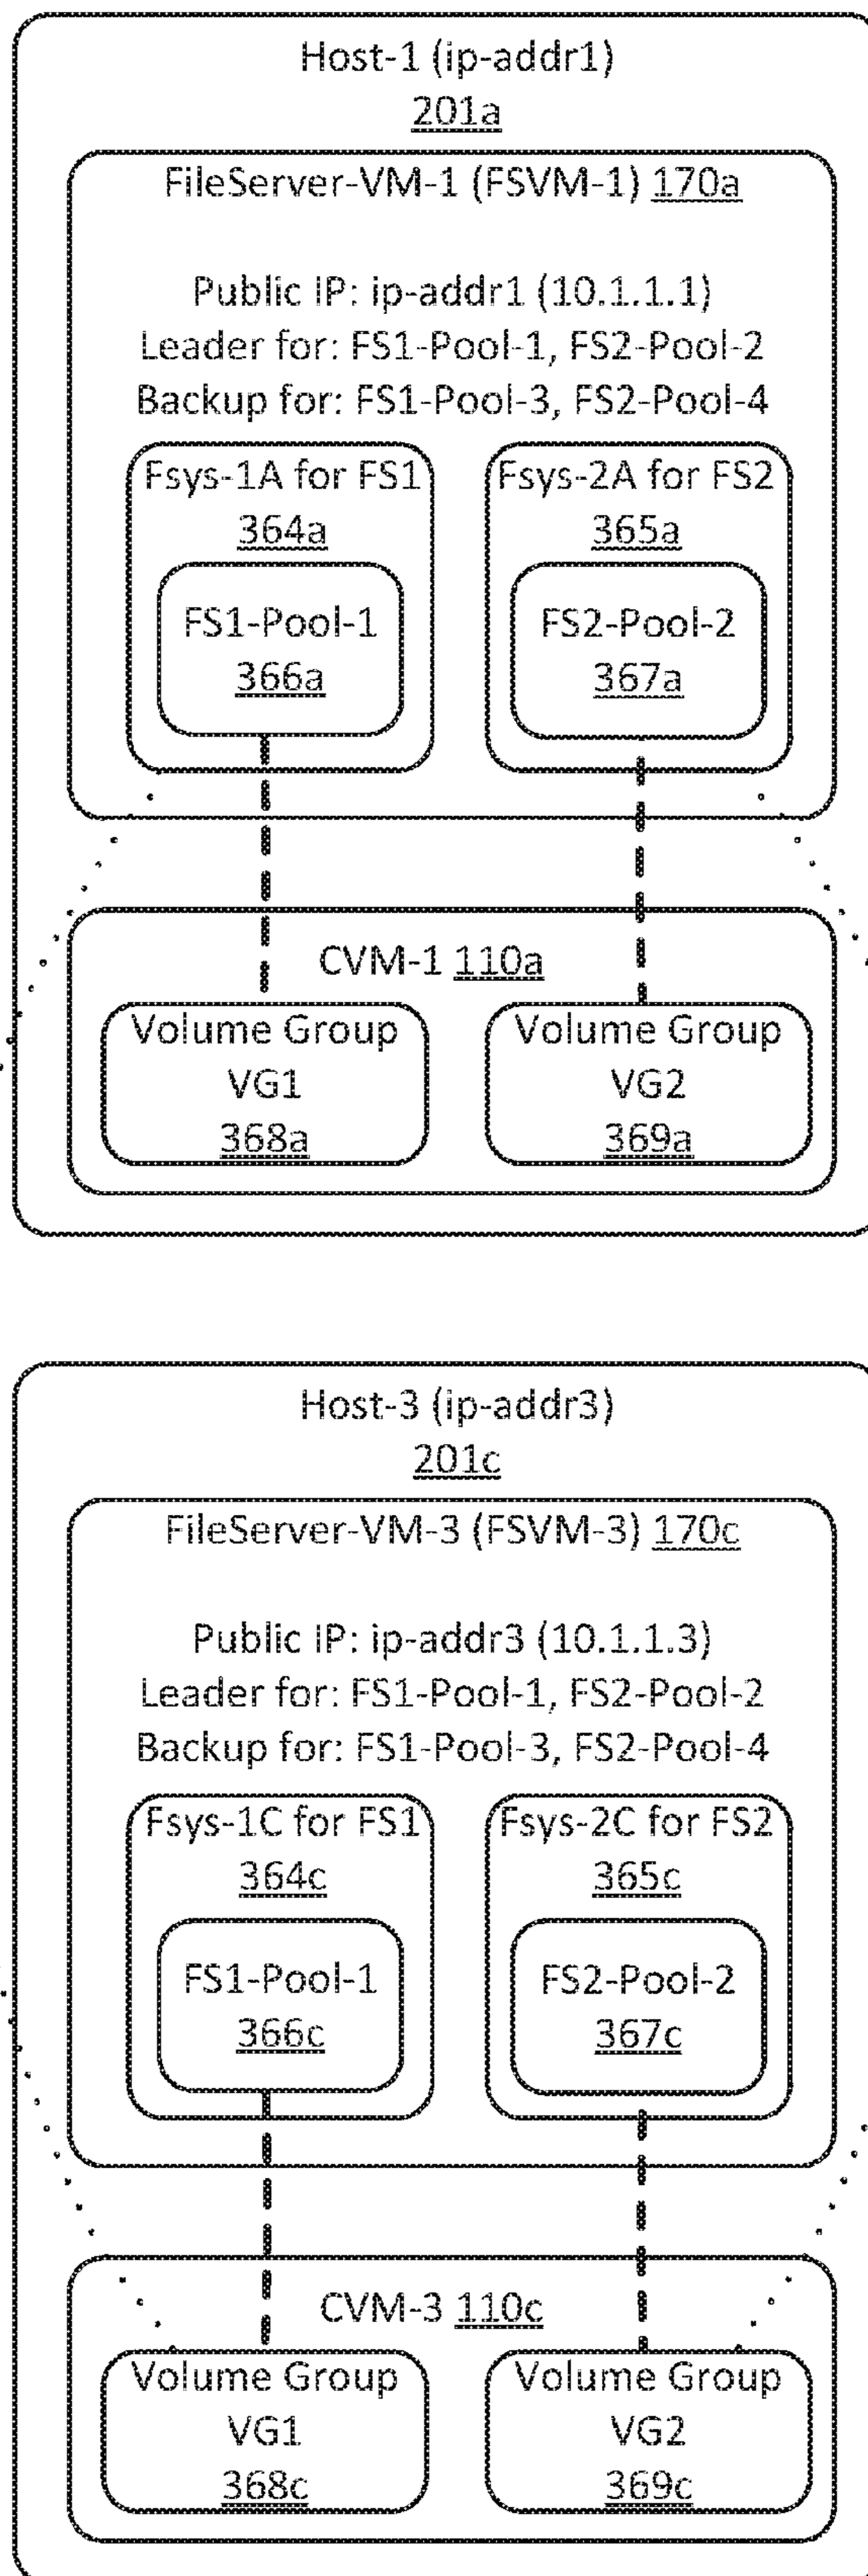 Host-1 (ip-addr1)
201a
FileServer-VM-1 (FSVM-1) 170a
Public IP: ip-addr1 (10.1.1.1)
Leader for: FS1-Pool-1, FS2-Pool-2
Backup for: FS1-Pool-3, FS2-Pool-4
Fsys-1A for FS1
364a
FS1-Pool-1
366a
Fsys-2A for FS2
365a
FS2-Pool-2
367a
CVM-1 110a
Volume Group
VG1
368a
Volume Group
VG2
369a
Host-3 (ip-addr3)
201c
FileServer-VM-3 (FSVM-3) 170c
Public IP: ip-addr3 (10.1.1.3)
Leader for: FS1-Pool-1, FS2-Pool-2
Backup for: FS1-Pool-3, FS2-Pool-4
Fsys-1C for FS1
364c
FS1-Pool-1
366c
Fsys-2C for FS2
365c
FS2-Pool-2
367c
CVM-3 110c
Volume Group
VG1
368c
Volume Group
VG2
369c